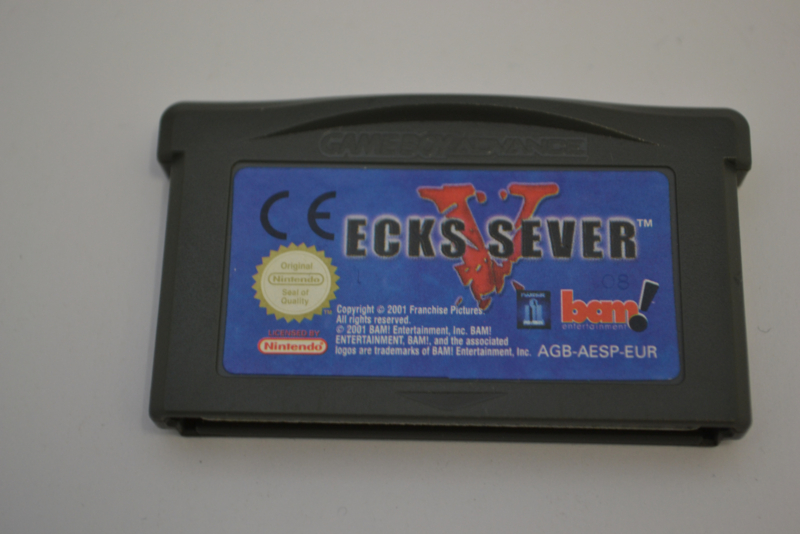 GAME BOY ADVANCE
CE
ECKS V SEVER™
Original
Nintendo
Seal of
Quality
™
LICENSED BY
Nintendo
Copyright © 2001 Franchise Pictures.
All rights reserved.
© 2001 BAM! Entertainment, Inc. BAM!
ENTERTAINMENT, BAM!, and the associated
logos are trademarks of BAM! Entertainment, Inc.
08
bam!
entertainment
AGB-AESP-EUR